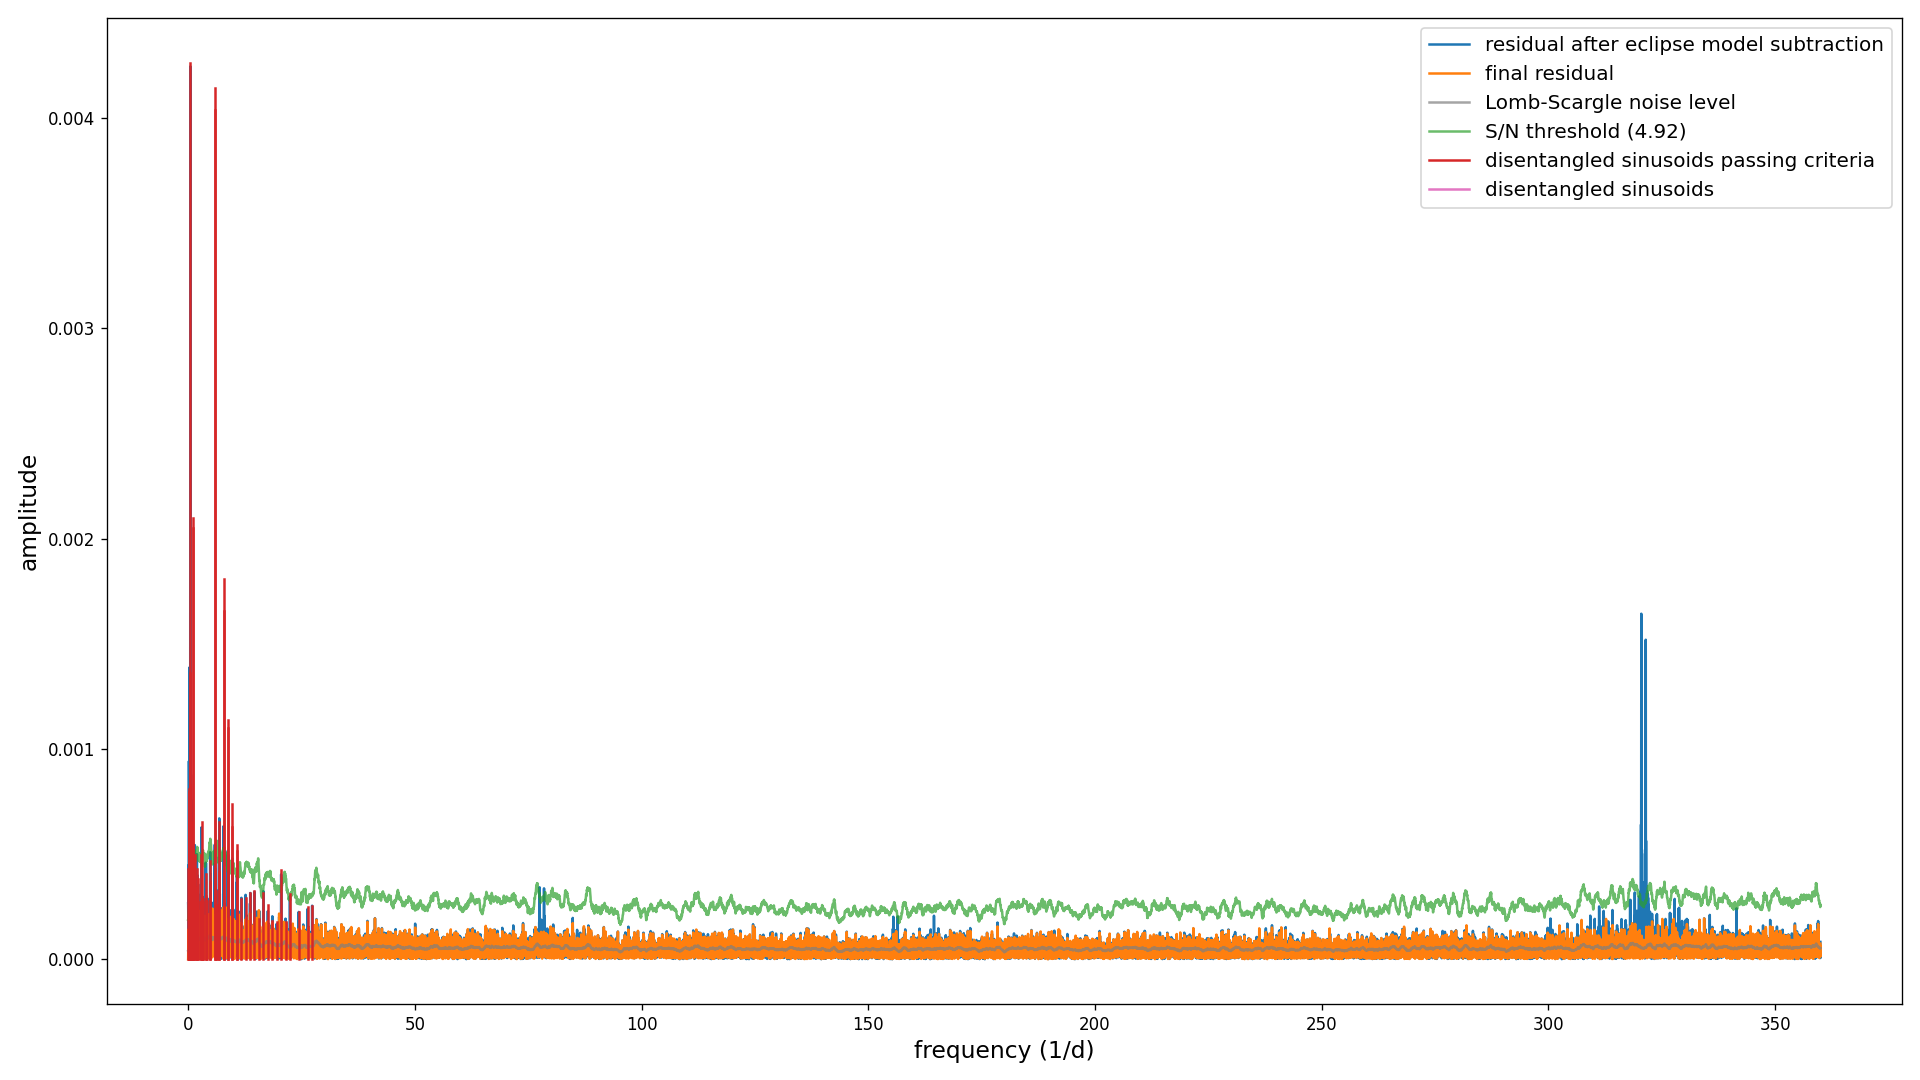 residual after eclipse model subtraction
final residual
Lomb-Scargle noise level
S/N threshold (4.92)
disentangled sinusoids passing criteria
disentangled sinusoids
amplitude
0.004
0.003
0.002
0.001
0.000
0 50 100 150 200 250 300 350
frequency (1/d)